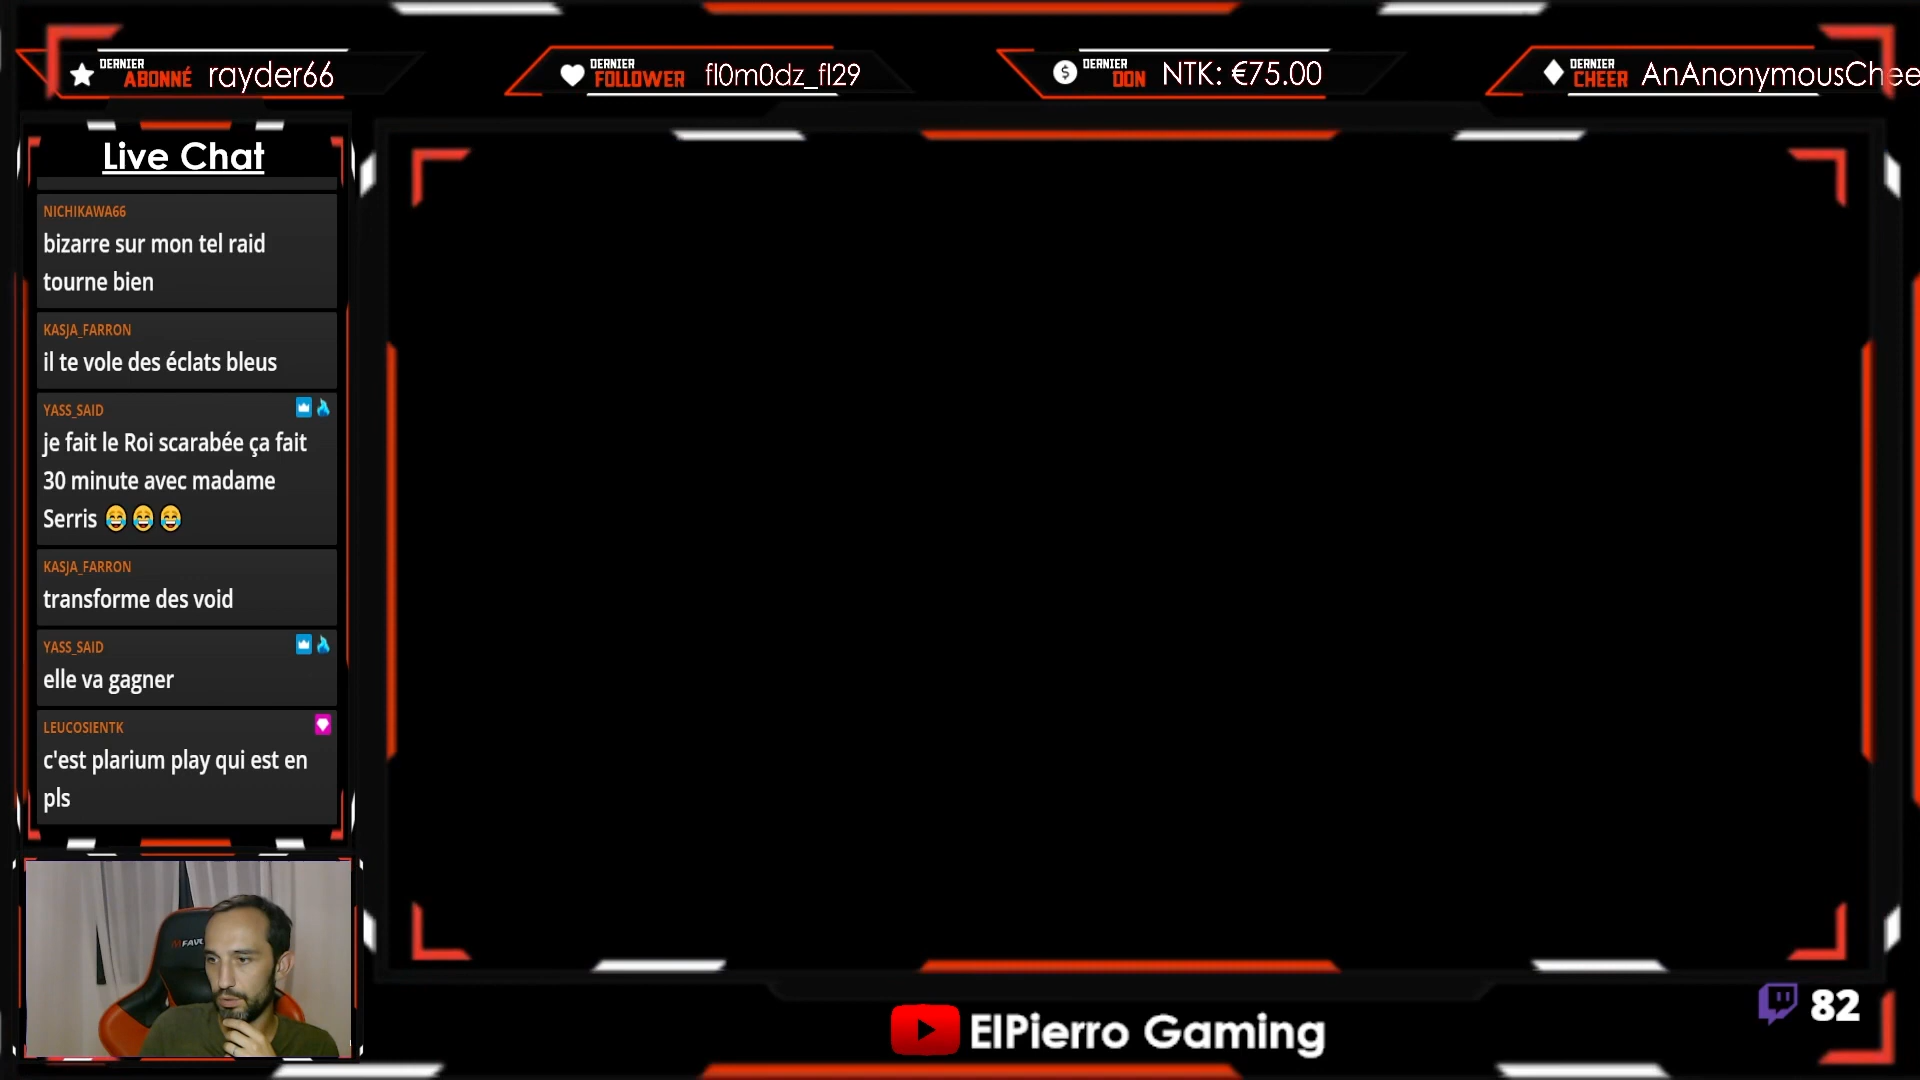 DERNIER ABONNÉ rayder66
DERNIER FOLLOWER fl0m0dz_fl29
DERNIER DON NTK: €75.00
DERNIER CHEER AnAnonymousChee
Live Chat
NICHIKAWA66
bizarre sur mon tel raid
tourne bien
KASJA_FARRON
il te vole des éclats bleus
YASS_SAID
je fait le Roi scarabée ça fait
30 minute avec madame
Serris 😂😂😂
KASJA_FARRON
transforme des void
YASS_SAID
elle va gagner
LEUCOSIENTK
c'est plarium play qui est en
pls
ElPierro Gaming
82